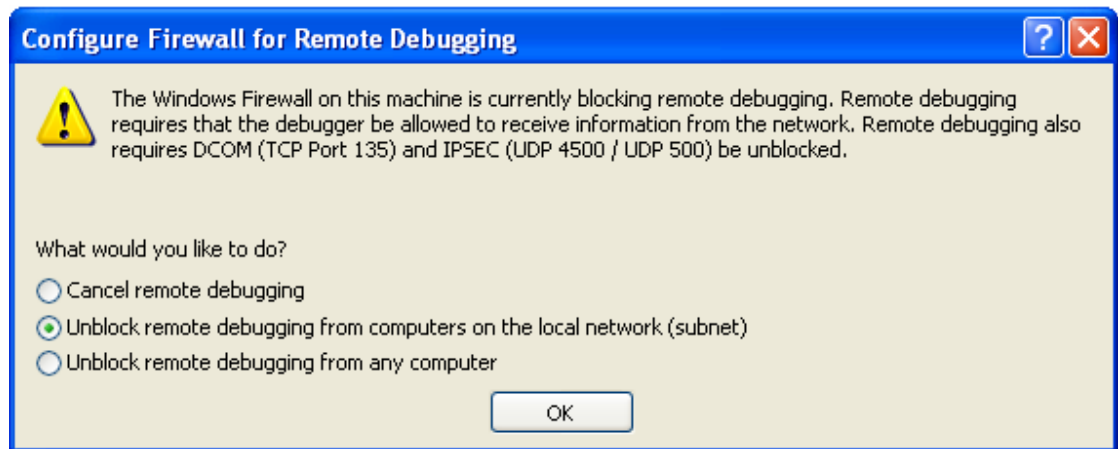 Configure Firewall for Remote Debugging
The Windows Firewall on this machine is currently blocking remote debugging. Remote debugging
requires that the debugger be allowed to receive information from the network. Remote debugging also
requires DCOM (TCP Port 135) and IPSEC (UDP 4500 / UDP 500) be unblocked.
What would you like to do?
Cancel remote debugging
Unblock remote debugging from computers on the local network (subnet)
Unblock remote debugging from any computer
OK